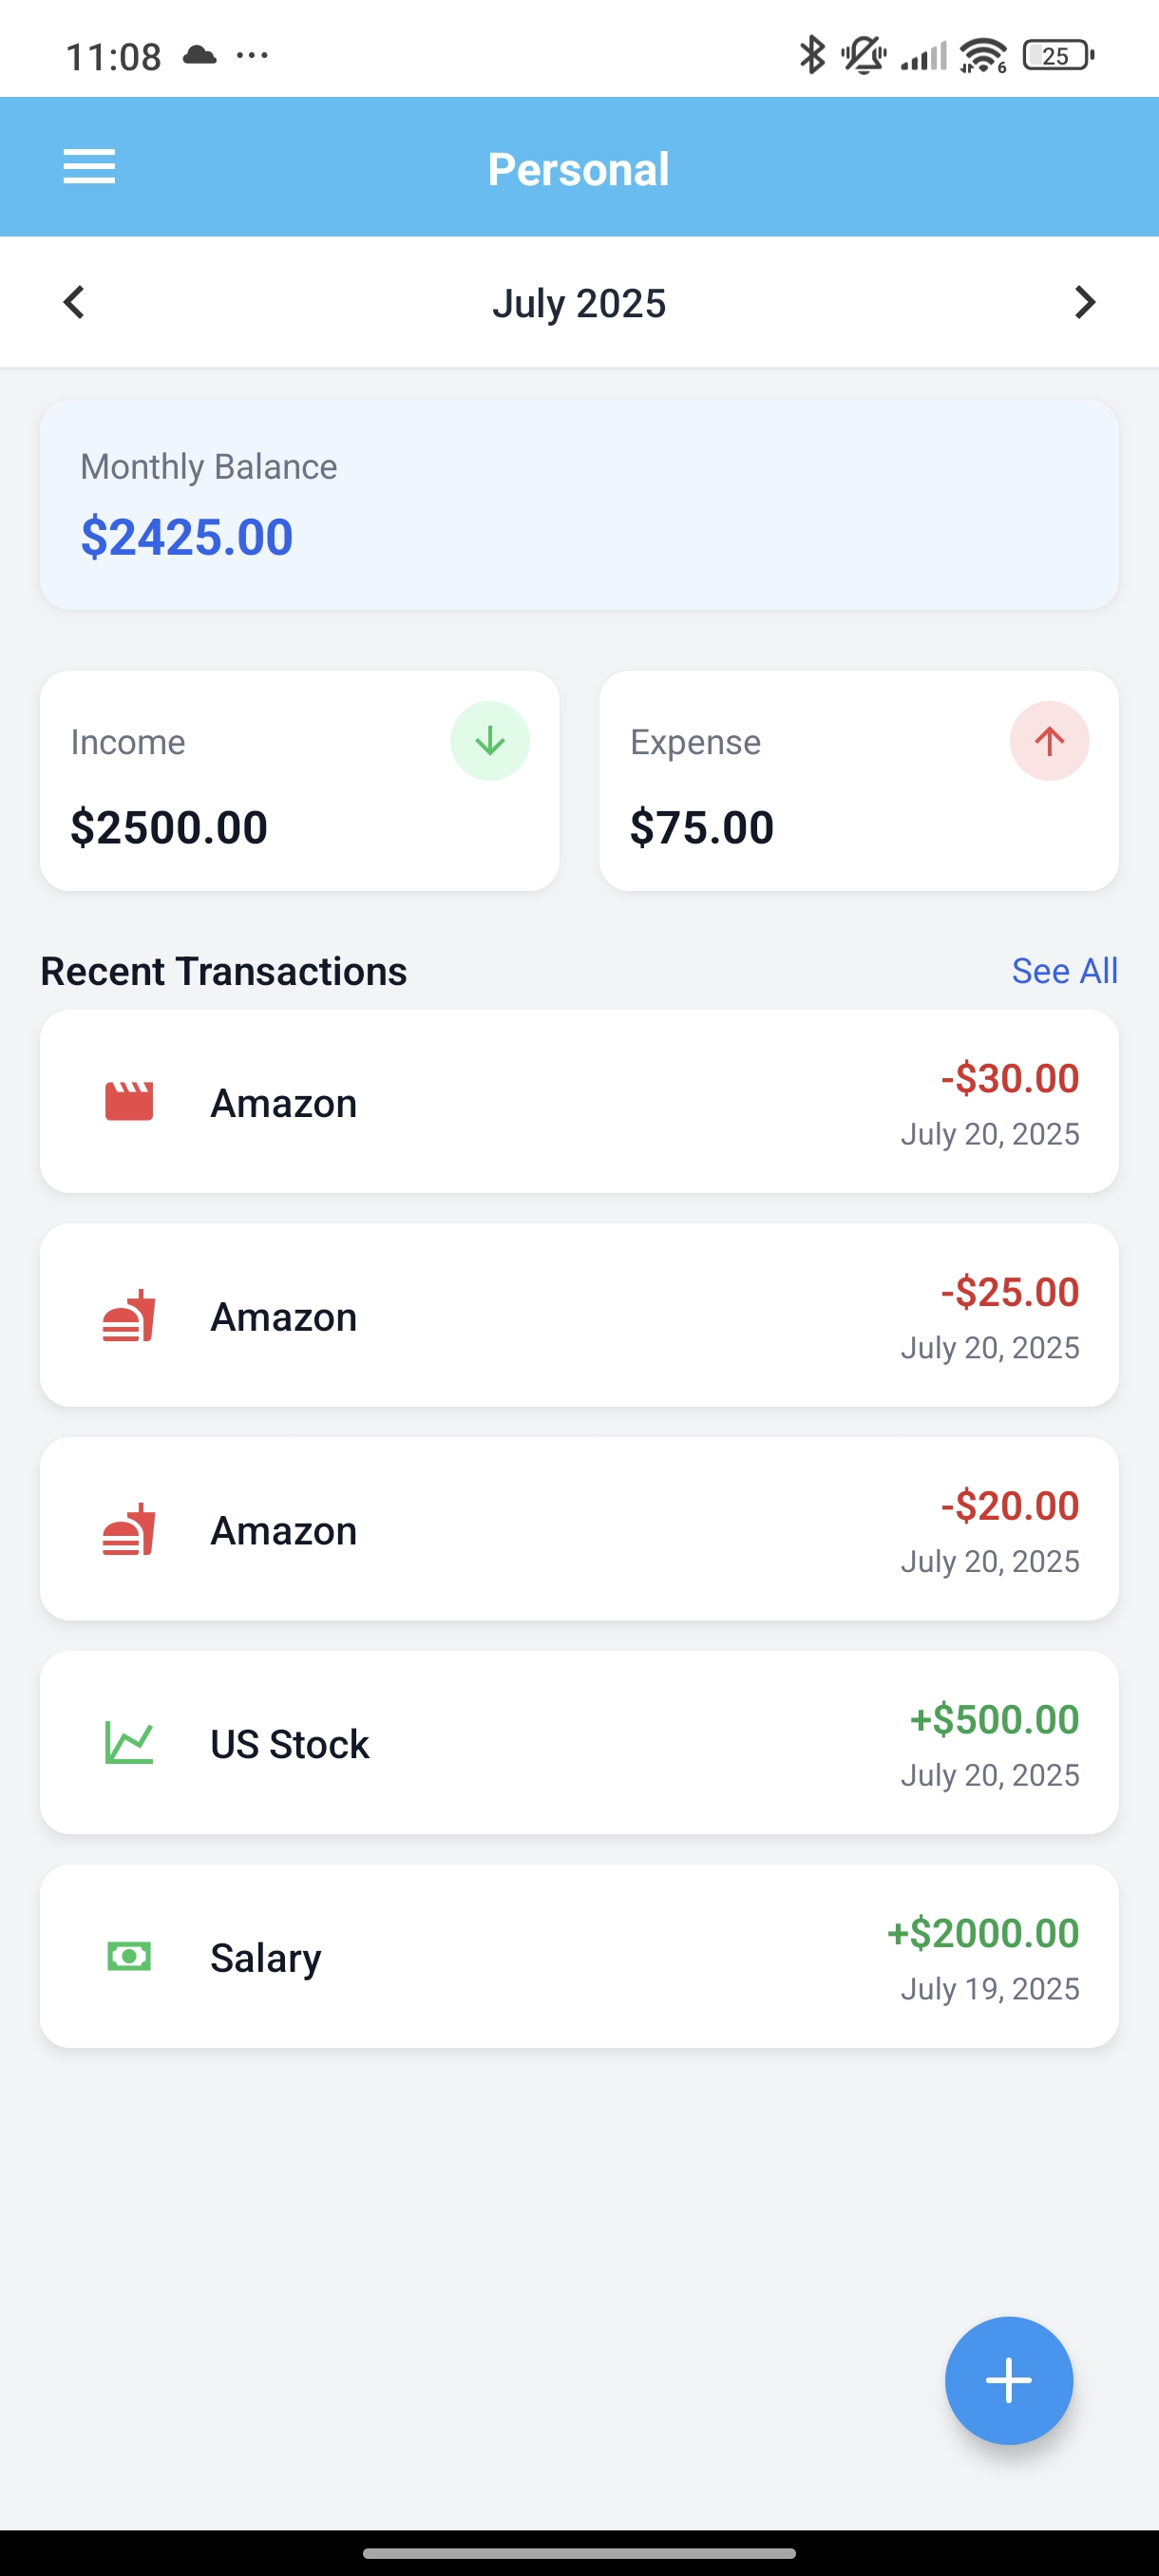 11:08
6
25
Personal
July 2025
Monthly Balance
$2425.00
Income
$2500.00
Expense
$75.00
Recent Transactions
See All
Amazon
-$30.00
July 20, 2025
Amazon
-$25.00
July 20, 2025
Amazon
-$20.00
July 20, 2025
US Stock
+$500.00
July 20, 2025
Salary
+$2000.00
July 19, 2025